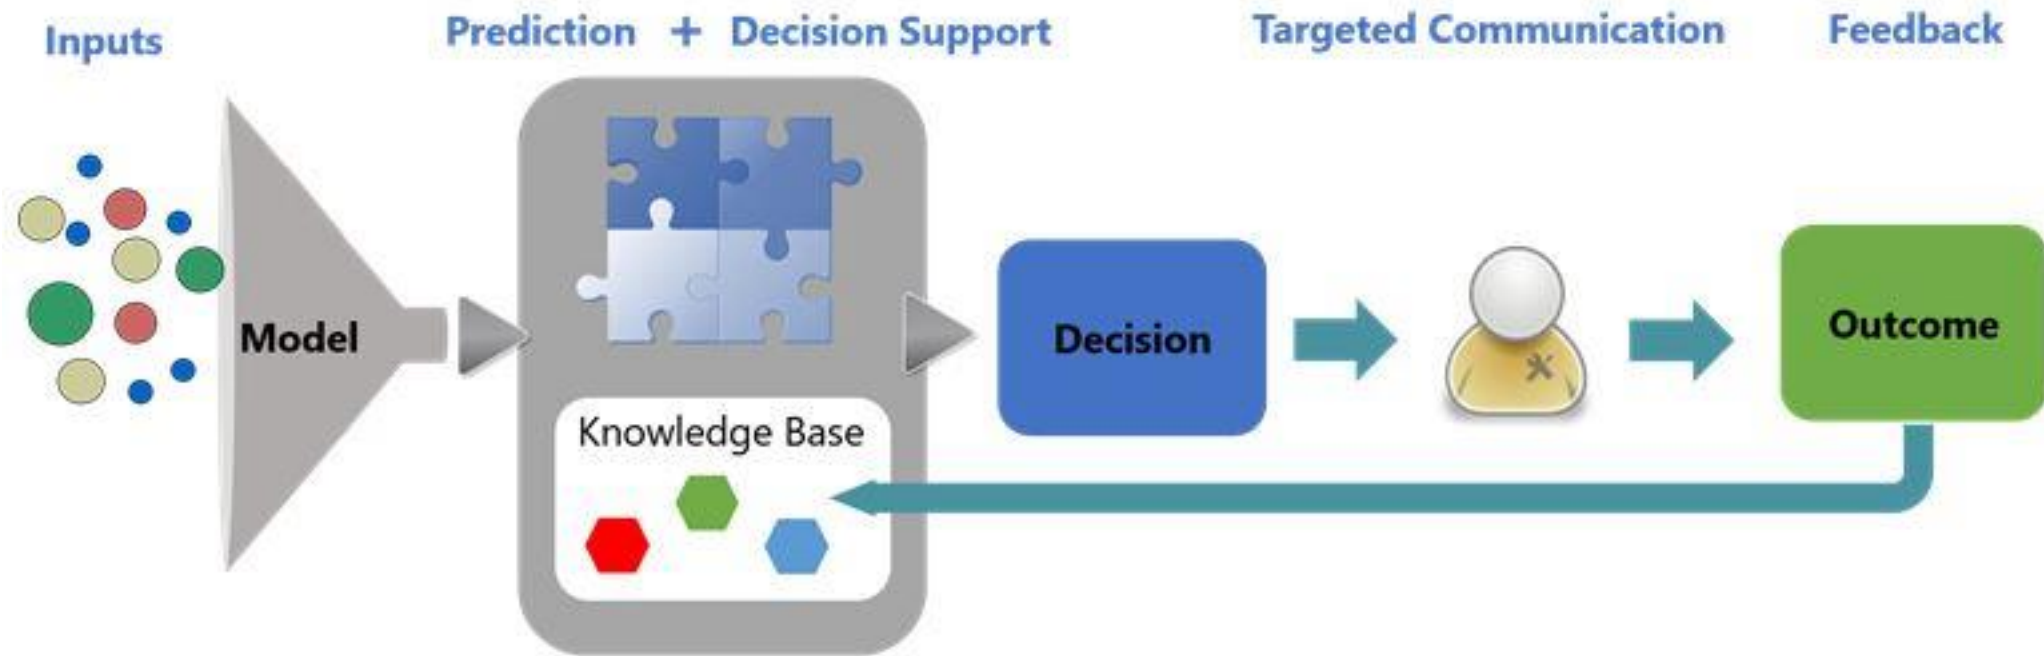 Inputs
Prediction + Decision Support
Targeted Communication
Feedback
Model
Knowledge Base
Decision
Outcome